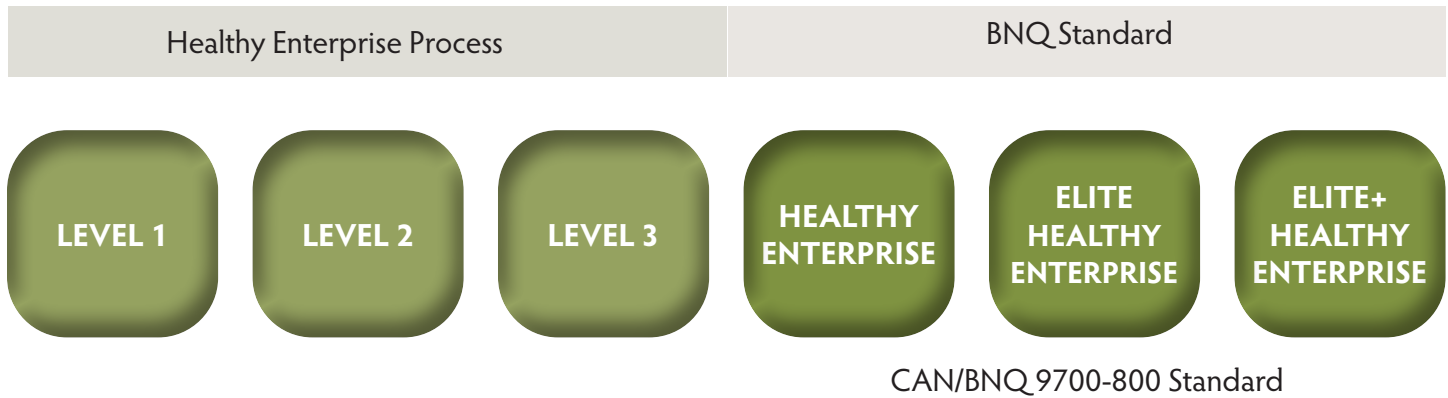 Healthy Enterprise Process
BNQ Standard
LEVEL 1
LEVEL 2
LEVEL 3
HEALTHY
ENTERPRISE
ELITE
HEALTHY
ENTERPRISE
ELITE+
HEALTHY
ENTERPRISE
CAN/BNQ 9700-800 Standard